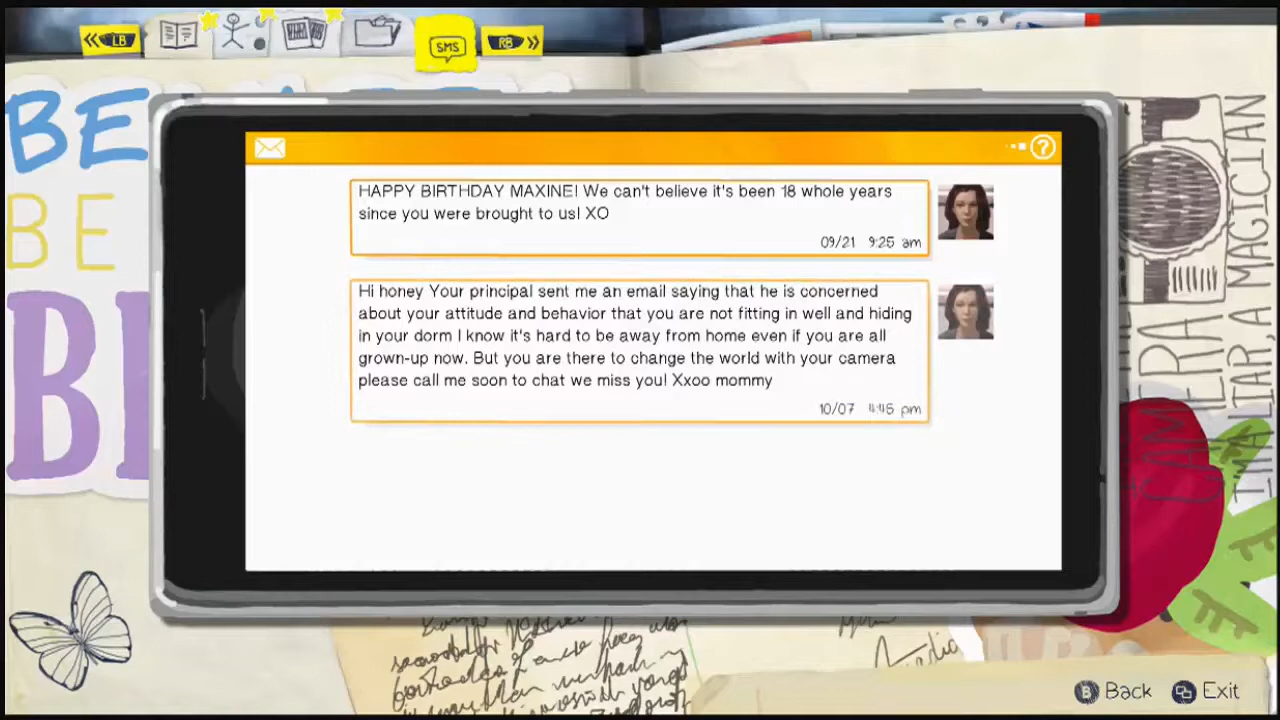 LB
SMS
RB
BE
BE
HAPPY BIRTHDAY MAXINE! We can't believe it's been 18 whole years
since you were brought to us! XO
09/21 9:25 am
Hi honey Your principal sent me an email saying that he is concerned
about your attitude and behavior that you are not fitting in well and hiding
in your dorm I know it's hard to be away from home even if you are all
grown-up now. But you are there to change the world with your camera
please call me soon to chat we miss you! Xxoo mommy
10/07 pm
CAMERA
IM A LIAR, A MAGICIAN
B Back
Exit